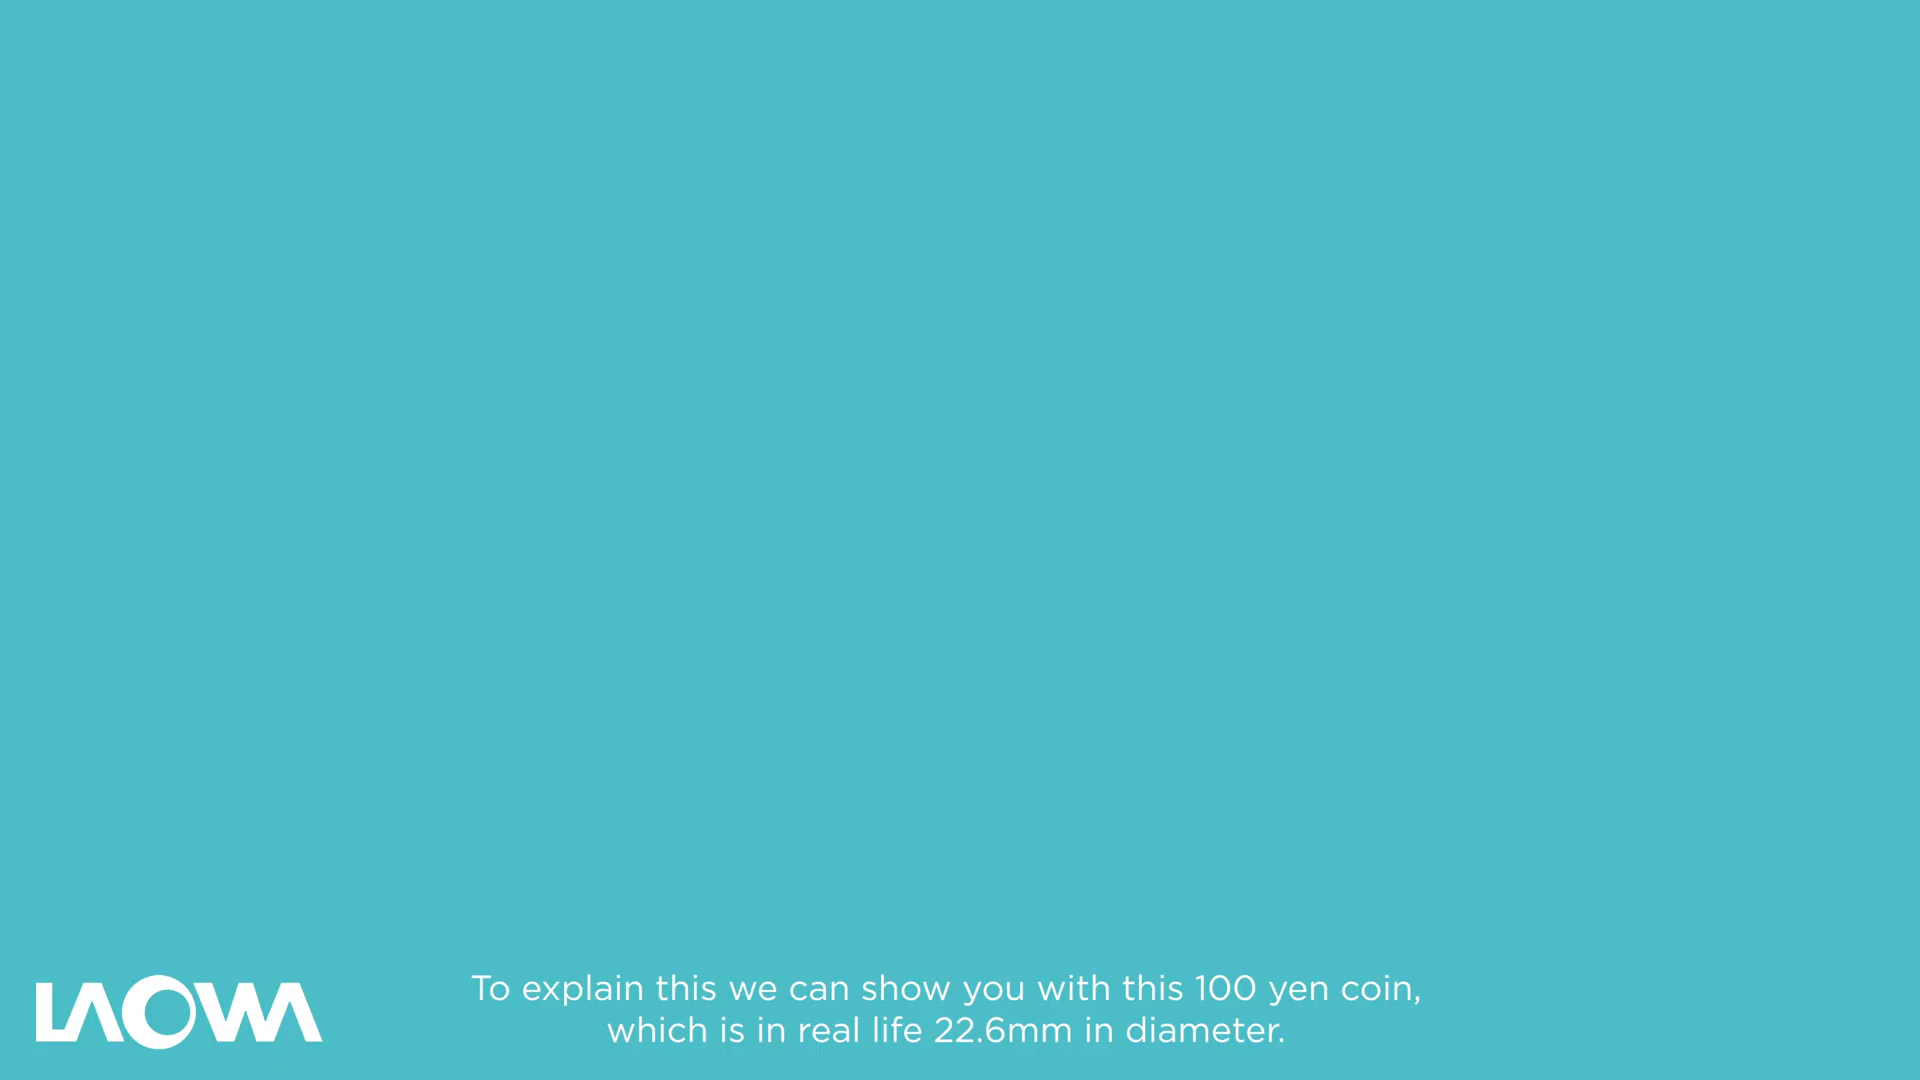 LAOWA
To explain this we can show you with this 100 yen coin,
which is in real life 22.6mm in diameter.